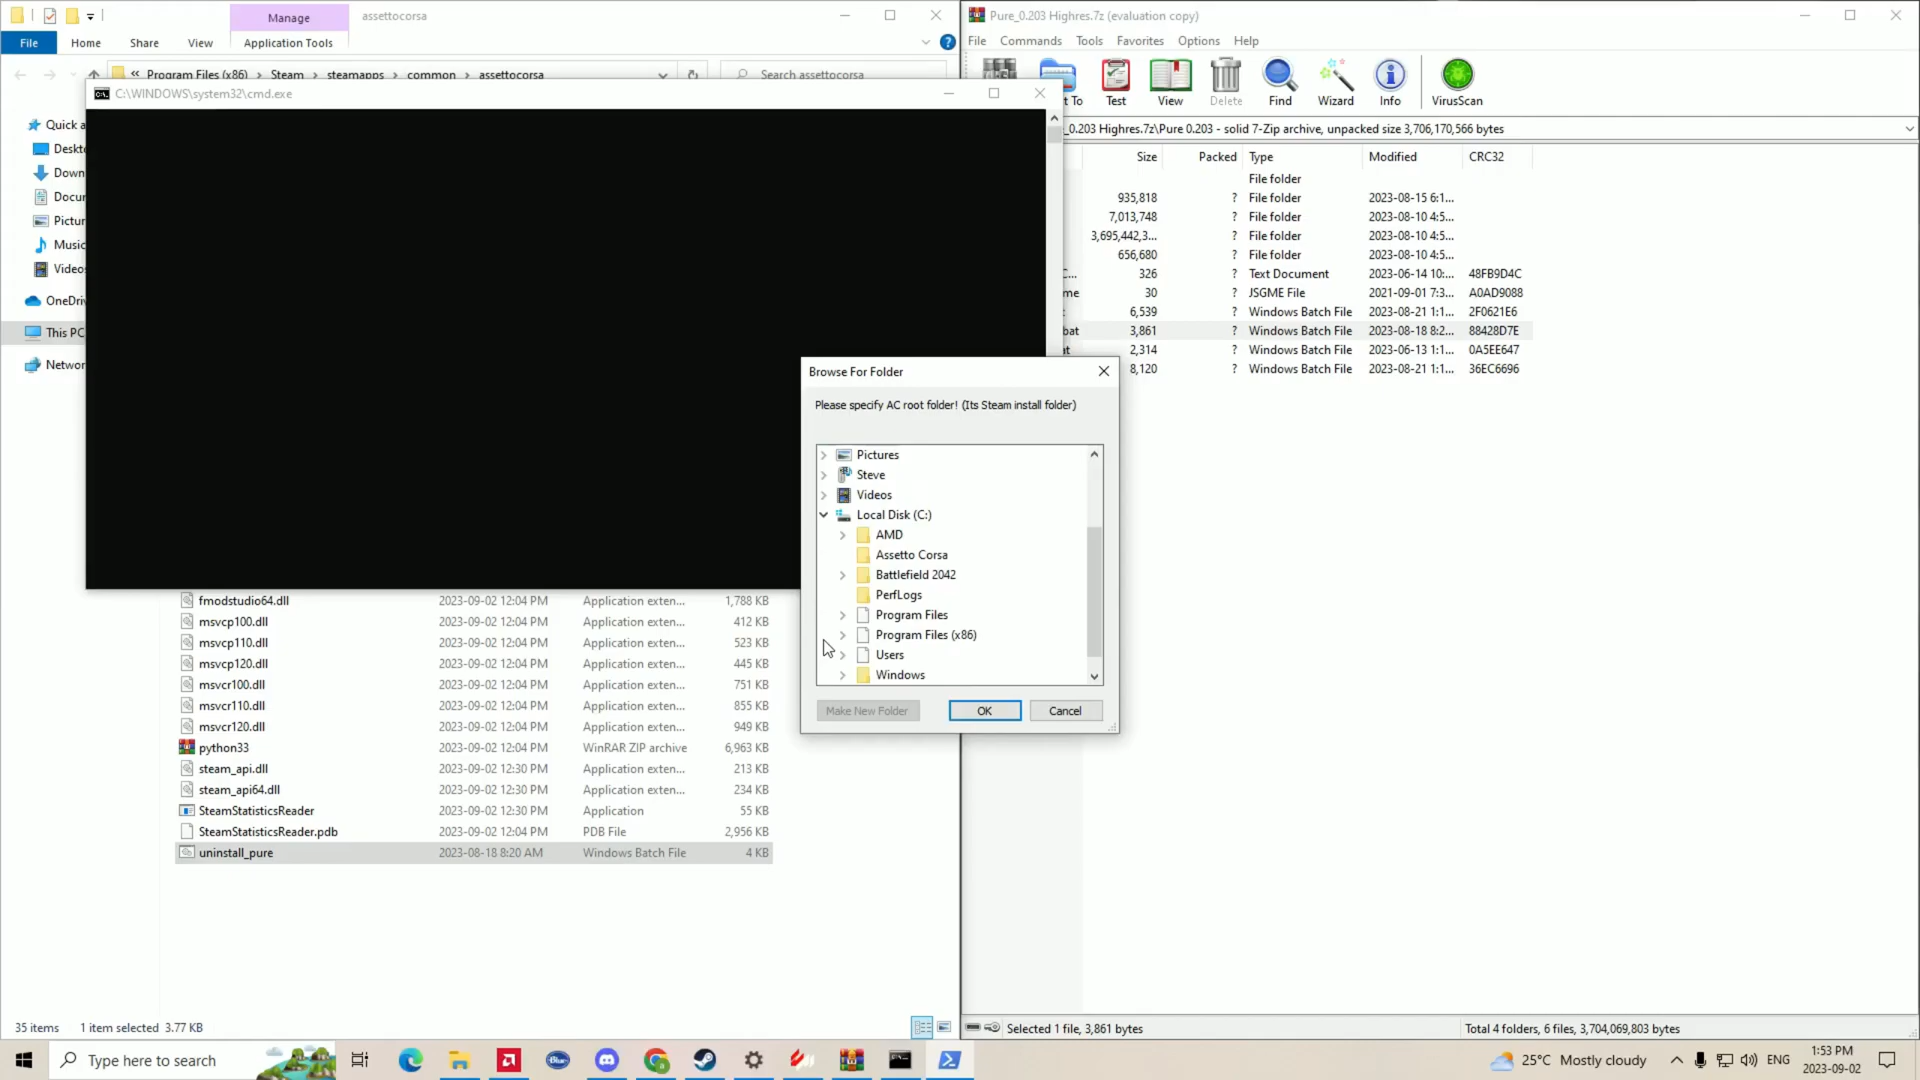 Manage
assettocorsa
File
Home
Share
View
Application Tools
« Program Files (x86) › Steam › steamapps › common › assettocorsa
Search assettocorsa
C:\WINDOWS\system32\cmd.exe
Quick a
Deskt
Down
Docur
Pictur
Music
Videos
OneDriv
This PC
Networ
fmodstudio64.dll 2023-09-02 12:04 PM Application exten... 1,788 KB
msvcp100.dll 2023-09-02 12:04 PM Application exten... 412 KB
msvcp110.dll 2023-09-02 12:04 PM Application exten... 523 KB
msvcp120.dll 2023-09-02 12:04 PM Application exten... 445 KB
msvcr100.dll 2023-09-02 12:04 PM Application exten... 751 KB
msvcr110.dll 2023-09-02 12:04 PM Application exten... 855 KB
msvcr120.dll 2023-09-02 12:04 PM Application exten... 949 KB
python33 2023-09-02 12:04 PM WinRAR ZIP archive 6,963 KB
steam_api.dll 2023-09-02 12:30 PM Application exten... 213 KB
steam_api64.dll 2023-09-02 12:30 PM Application exten... 234 KB
SteamStatisticsReader 2023-09-02 12:30 PM Application 55 KB
SteamStatisticsReader.pdb 2023-09-02 12:04 PM PDB File 2,956 KB
uninstall_pure 2023-08-18 8:20 AM Windows Batch File 4 KB
35 items 1 item selected 3.77 KB
Browse For Folder
Please specify AC root folder! (Its Steam install folder)
Pictures
Steve
Videos
Local Disk (C:)
AMD
Assetto Corsa
Battlefield 2042
PerfLogs
Program Files
Program Files (x86)
Users
Windows
Make New Folder
OK
Cancel
Pure_0.203 Highres.7z (evaluation copy)
File Commands Tools Favorites Options Help
t To
Test
View
Delete
Find
Wizard
Info
VirusScan
_0.203 Highres.7z\Pure 0.203 - solid 7-Zip archive, unpacked size 3,706,170,566 bytes
Size Packed Type Modified CRC32
File folder
935,818 ? File folder 2023-08-15 6:1...
7,013,748 ? File folder 2023-08-10 4:5...
3,695,442,3... ? File folder 2023-08-10 4:5...
656,680 ? File folder 2023-08-10 4:5...
C... 326 ? Text Document 2023-06-14 10:... 48FB9D4C
me 30 ? JSGME File 2021-09-01 7:3... A0AD9088
6,539 ? Windows Batch File 2023-08-21 1:1... 2F0621E6
bat 3,861 ? Windows Batch File 2023-08-18 8:2... 88428D7E
at 2,314 ? Windows Batch File 2023-06-13 1:1... 0A5EE647
8,120 ? Windows Batch File 2023-08-21 1:1... 36EC6696
Selected 1 file, 3,861 bytes
Total 4 folders, 6 files, 3,704,069,803 bytes
Type here to search
25°C Mostly cloudy
ENG
1:53 PM
2023-09-02